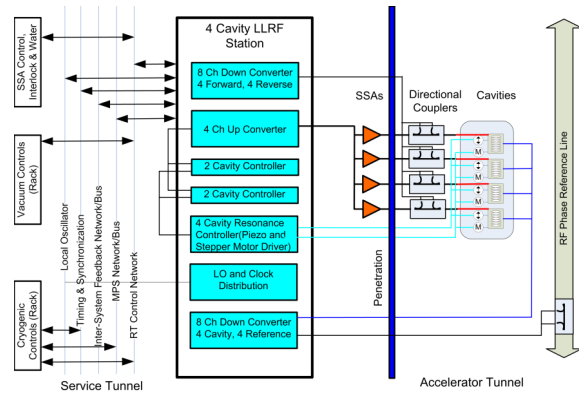 SSA Control,
Interlock & Water
Vacuum Controls
(Rack)
Cryogenic
Controls (Rack)
Local Oscillator
Timing & Synchronization
Inter-System Feedback Network/Bus
MPS Network/Bus
RT Control Network
Service Tunnel
4 Cavity LLRF
Station
8 Ch Down Converter
4 Forward, 4 Reverse
4 Ch Up Converter
2 Cavity Controller
2 Cavity Controller
4 Cavity Resonance
Controller(Piezo and
Stepper Motor Driver)
LO and Clock
Distribution
8 Ch Down Converter
4 Cavity, 4 Reference
SSAs
Penetration
Directional
Couplers
Cavities
M
M
M
M
Accelerator Tunnel
RF Phase Reference Line